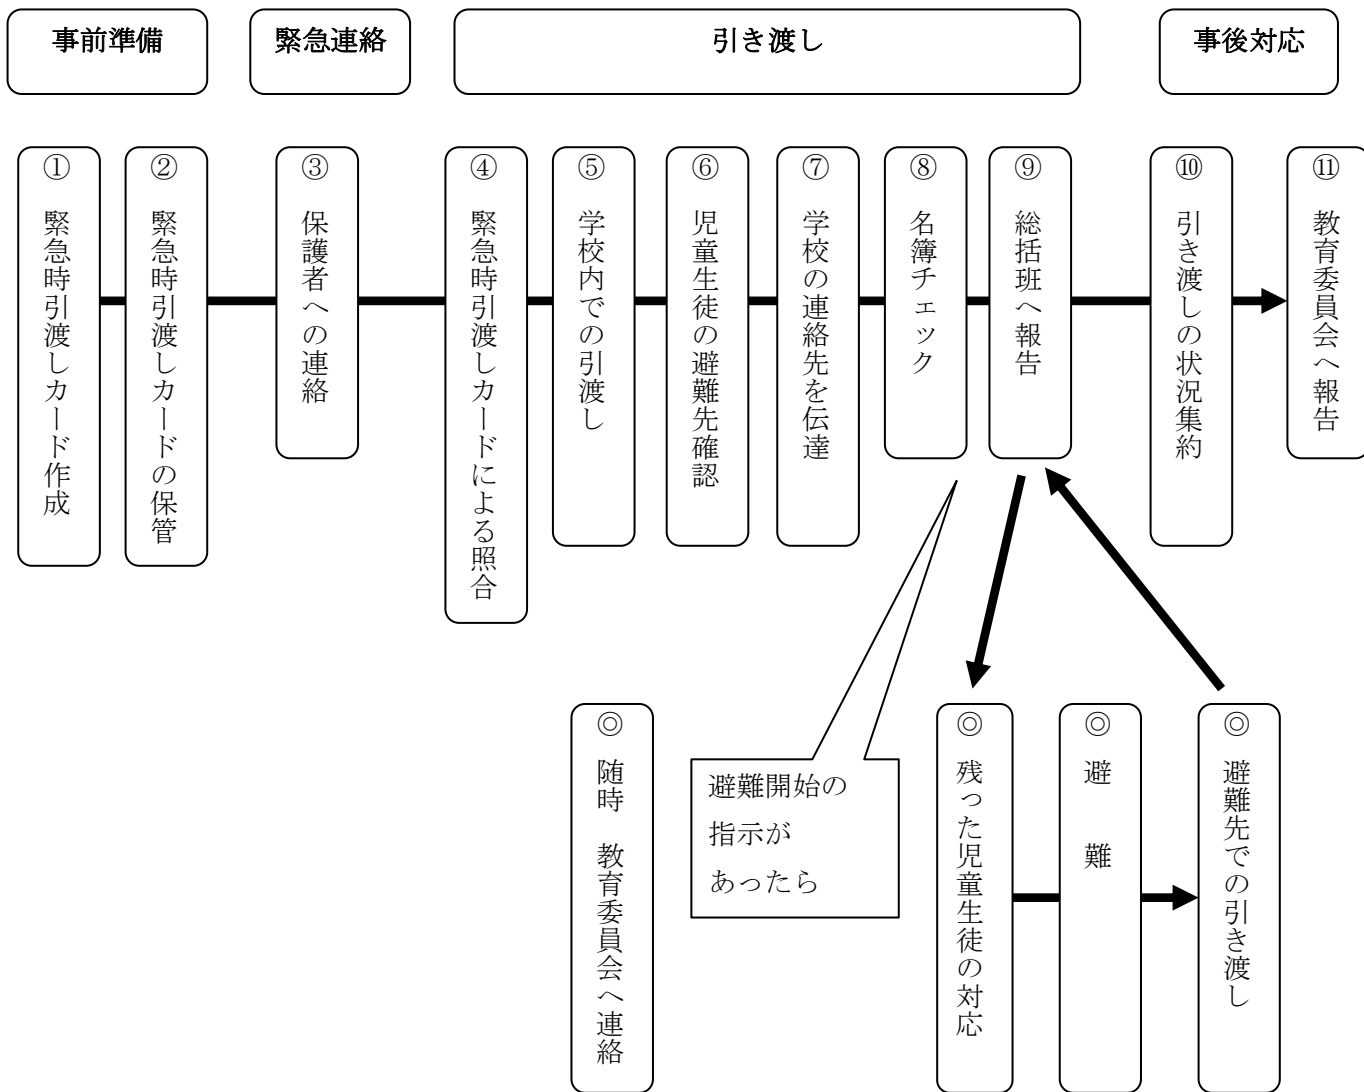 事前準備
緊急連絡
引き渡し
事後対応
①　緊急時引渡しカード作成
②　緊急時引渡しカードの保管
③　保護者への連絡
④　緊急時引渡しカードによる照合
⑤　学校内での引渡し
⑥　児童生徒の避難先確認
⑦　学校の連絡先を伝達
⑧　名簿チェック
⑨　総括班へ報告
⑩　引き渡しの状況集約
⑪　教育委員会へ報告
◎　随時　教育委員会へ連絡
避難開始の
指示が
あったら
◎　残った児童生徒の対応
◎　避　難
◎　避難先での引き渡し